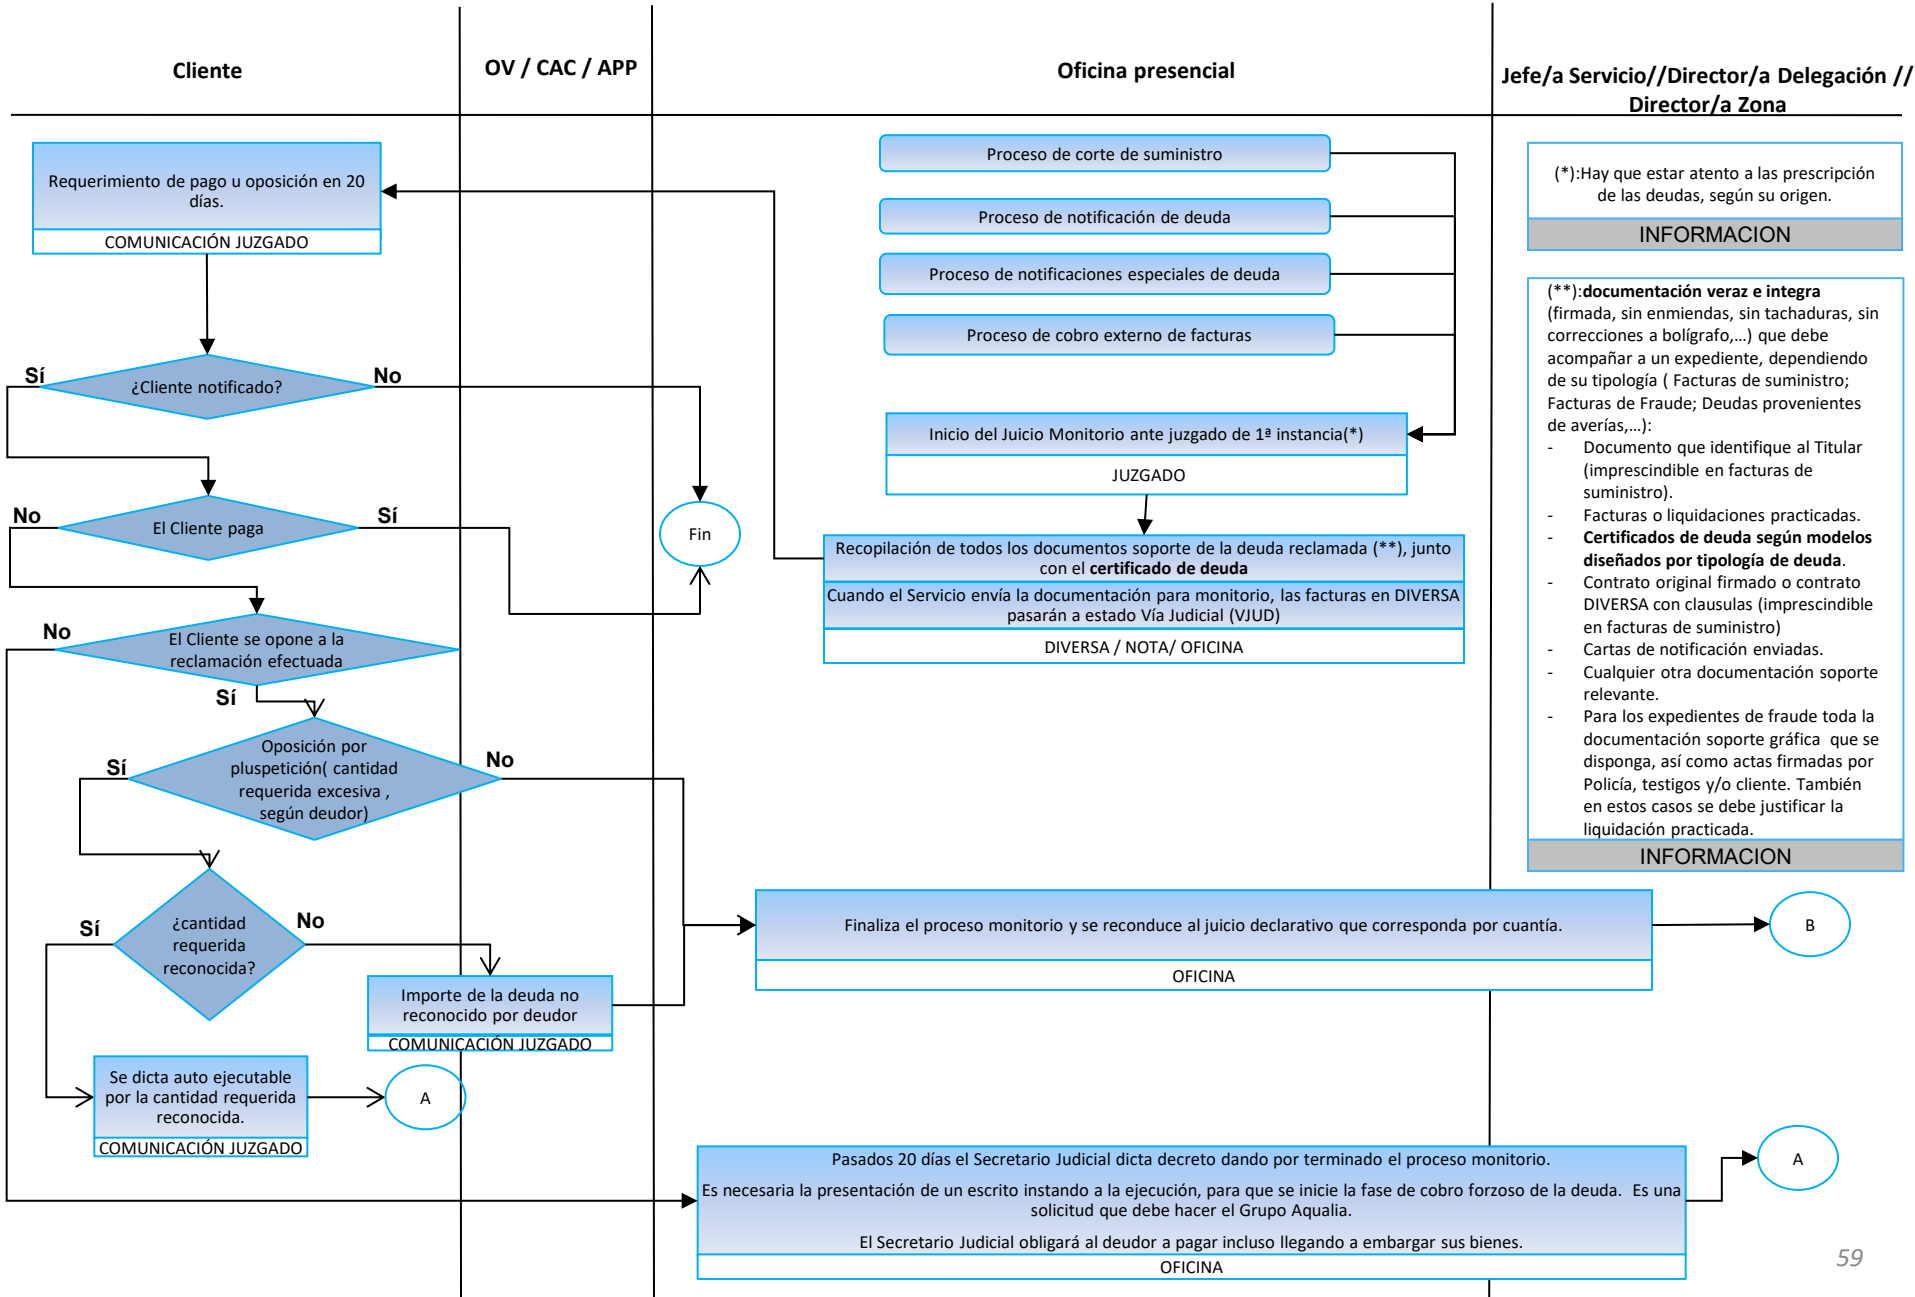 Cliente
OV / CAC / APP
Oficina presencial
Jefe/a Servicio//Director/a Delegación //
Director/a Zona
Requerimiento de pago u oposición en 20
días.
COMUNICACIÓN JUZGADO
Proceso de corte de suministro
Proceso de notificación de deuda
Proceso de notificaciones especiales de deuda
Proceso de cobro externo de facturas
(*):Hay que estar atento a las prescripción
de las deudas, según su origen.
INFORMACION
Sí
¿Cliente notificado?
No
Inicio del Juicio Monitorio ante juzgado de 1ª instancia(*)
JUZGADO
No
El Cliente paga
Sí
Fin
Recopilación de todos los documentos soporte de la deuda reclamada (**), junto
con el certificado de deuda
Cuando el Servicio envía la documentación para monitorio, las facturas en DIVERSA
pasarán a estado Vía Judicial (VJUD)
DIVERSA / NOTA/ OFICINA
(**):documentación veraz e integra
(firmada, sin enmiendas, sin tachaduras, sin
correcciones a bolígrafo,...) que debe
acompañar a un expediente, dependiendo
de su tipología ( Facturas de suministro;
Facturas de Fraude; Deudas provenientes
de averías,...):
- Documento que identifique al Titular
(imprescindible en facturas de
suministro).
- Facturas o liquidaciones practicadas.
- Certificados de deuda según modelos
diseñados por tipología de deuda.
- Contrato original firmado o contrato
DIVERSA con clausulas (imprescindible
en facturas de suministro)
- Cartas de notificación enviadas.
- Cualquier otra documentación soporte
relevante.
- Para los expedientes de fraude toda la
documentación soporte gráfica que se
disponga, así como actas firmadas por
Policía, testigos y/o cliente. También
en estos casos se debe justificar la
liquidación practicada.
INFORMACION
No
El Cliente se opone a la
reclamación efectuada
Sí
Sí
Oposición por
pluspetición( cantidad
requerida excesiva ,
según deudor)
No
Sí
¿cantidad
requerida
reconocida?
No
Importe de la deuda no
reconocido por deudor
COMUNICACIÓN JUZGADO
Finaliza el proceso monitorio y se reconduce al juicio declarativo que corresponda por cuantía.
OFICINA
B
Se dicta auto ejecutable
por la cantidad requerida
reconocida.
COMUNICACIÓN JUZGADO
A
Pasados 20 días el Secretario Judicial dicta decreto dando por terminado el proceso monitorio.
Es necesaria la presentación de un escrito instando a la ejecución, para que se inicie la fase de cobro forzoso de la deuda. Es una
solicitud que debe hacer el Grupo Aqualia.
El Secretario Judicial obligará al deudor a pagar incluso llegando a embargar sus bienes.
OFICINA
A
59